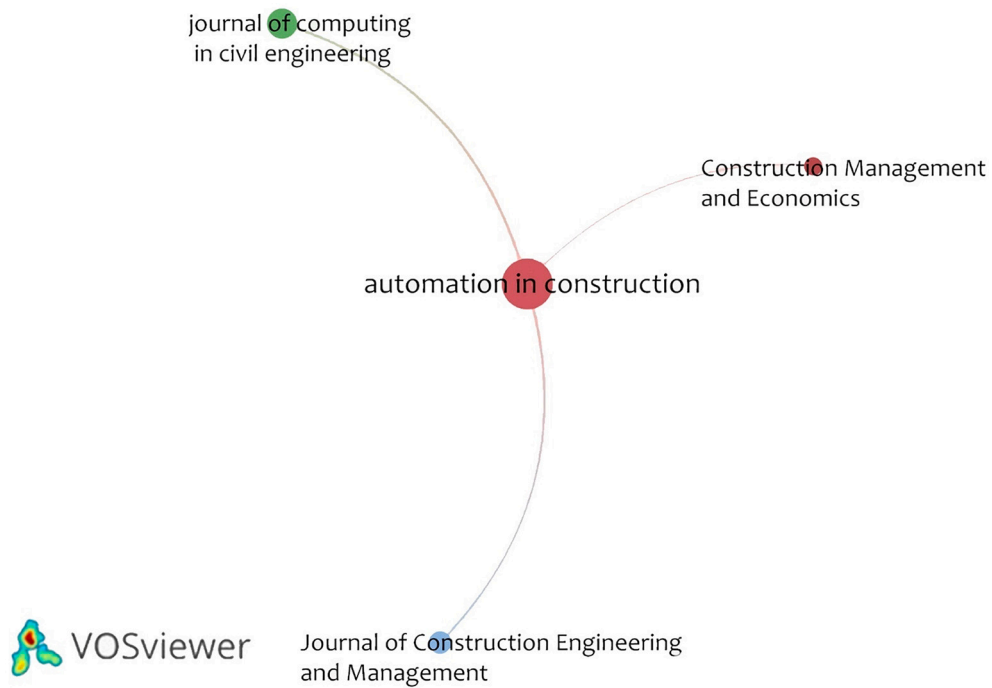 journal of computing
in civil engineering
Construction Management
and Economics
automation in construction
Journal of Construction Engineering
and Management
VOSviewer